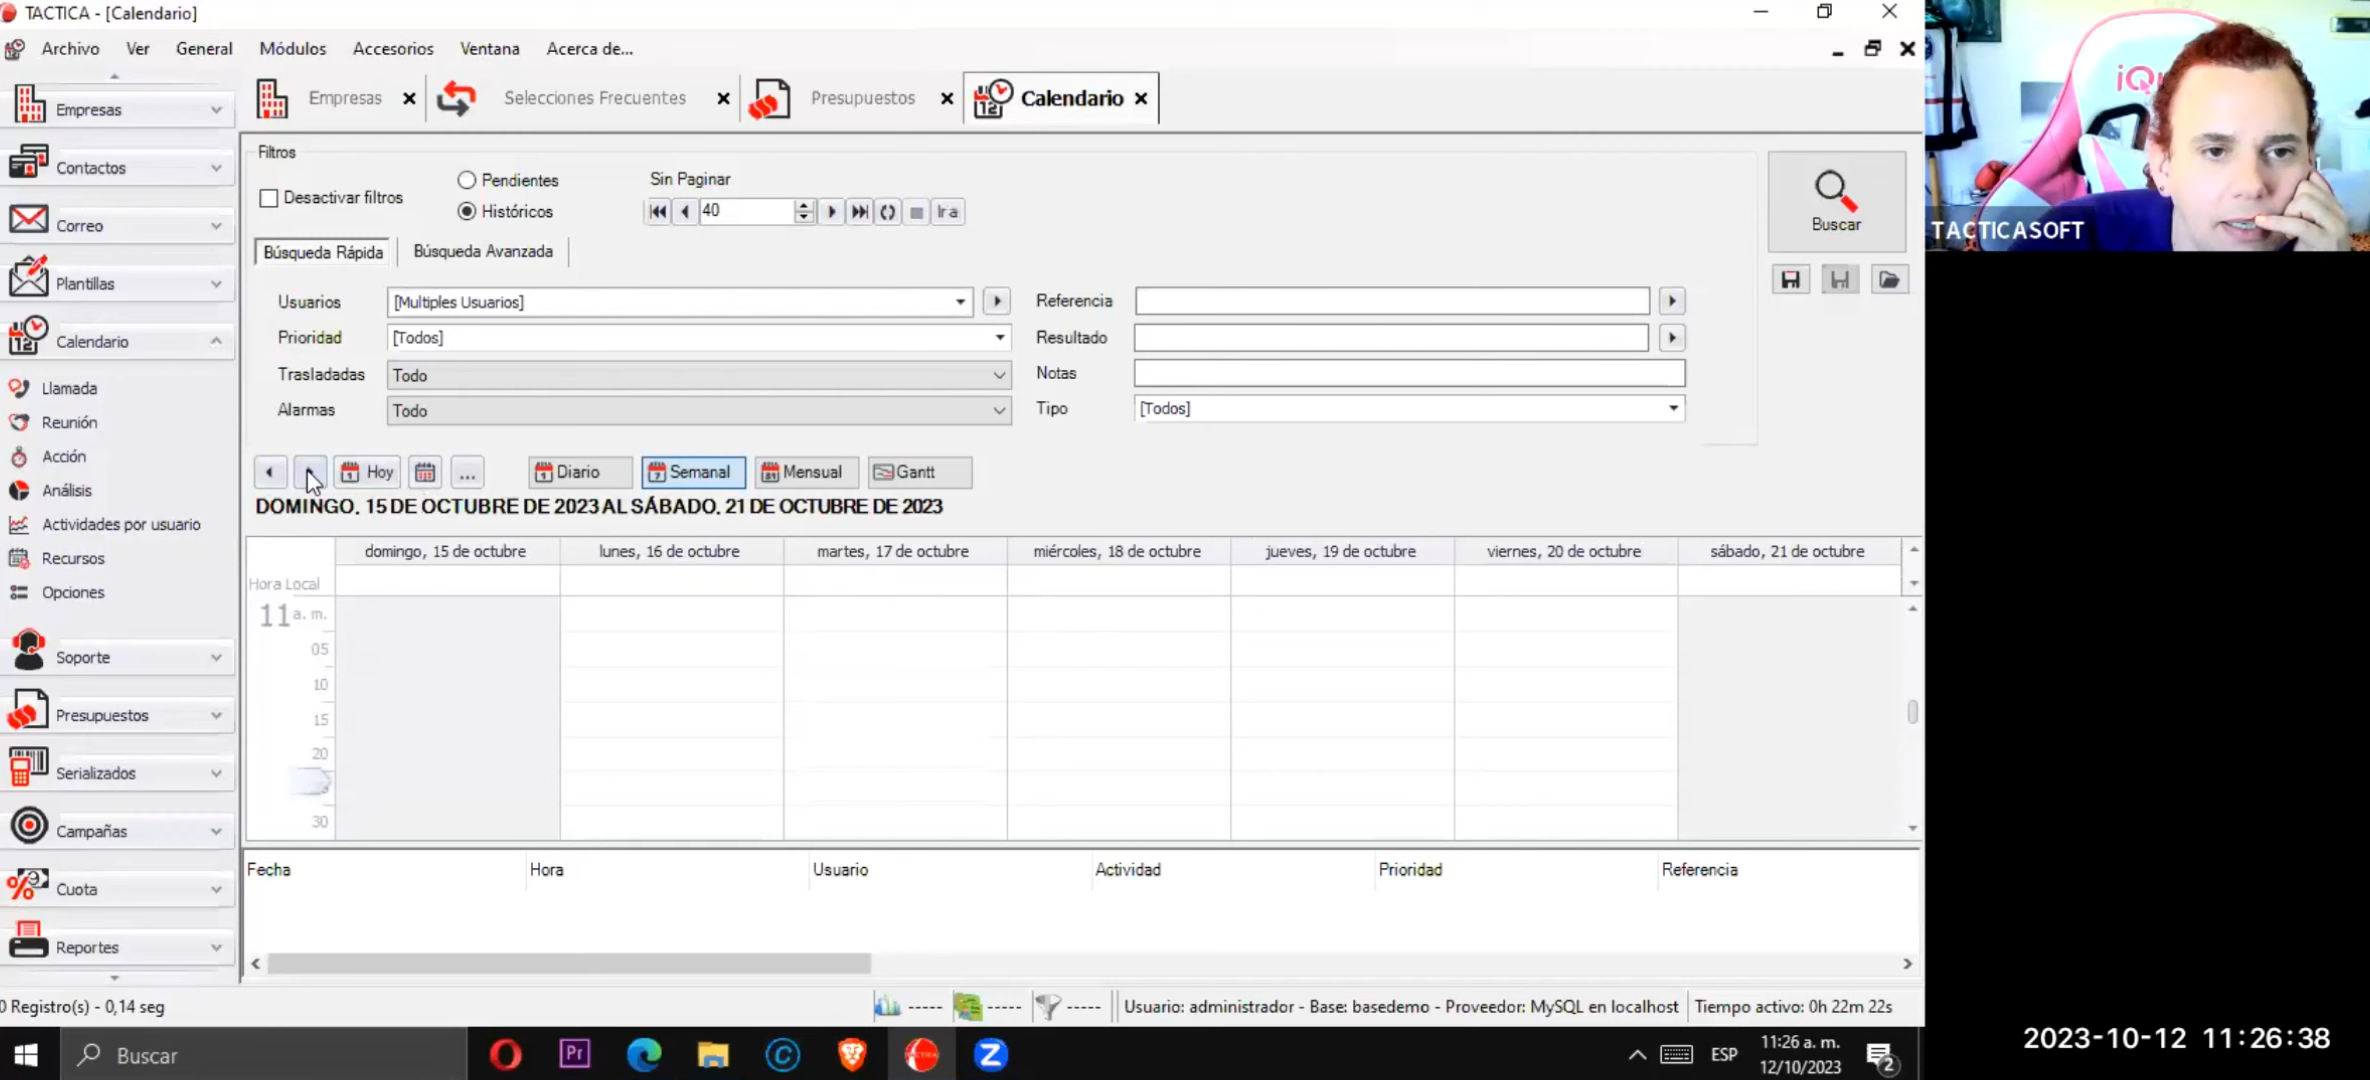 TACTICA - [Calendario]
Archivo Ver General Módulos Accesorios Ventana Acerca de...
Empresas Selecciones Frecuentes Presupuestos Calendario
Empresas
Contactos
Correo
Plantillas
Calendario
Llamada
Reunión
Acción
Análisis
Actividades por usuario
Recursos
Opciones
Soporte
Presupuestos
Serializados
Campañas
Cuota
Reportes
Filtros
Desactivar filtros
Pendientes
Históricos
Sin Paginar
40
Ir a
Buscar
Búsqueda Rápida Búsqueda Avanzada
Usuarios [Multiples Usuarios]
Prioridad [Todos]
Trasladadas Todo
Alarmas Todo
Referencia
Resultado
Notas
Tipo [Todos]
Hoy ... Diario Semanal Mensual Gantt
DOMINGO, 15 DE OCTUBRE DE 2023 AL SÁBADO, 21 DE OCTUBRE DE 2023
domingo, 15 de octubre lunes, 16 de octubre martes, 17 de octubre miércoles, 18 de octubre jueves, 19 de octubre viernes, 20 de octubre sábado, 21 de octubre
Hora Local
11 a. m.
05
10
15
20
30
Fecha Hora Usuario Actividad Prioridad Referencia
0 Registro(s) - 0,14 seg
----- ----- ----- Usuario: administrador - Base: basedemo - Proveedor: MySQL en localhost Tiempo activo: 0h 22m 22s
Buscar
Pr
ESP
11:26 a. m.
12/10/2023
2
TACTICASOFT
2023-10-12 11:26:38